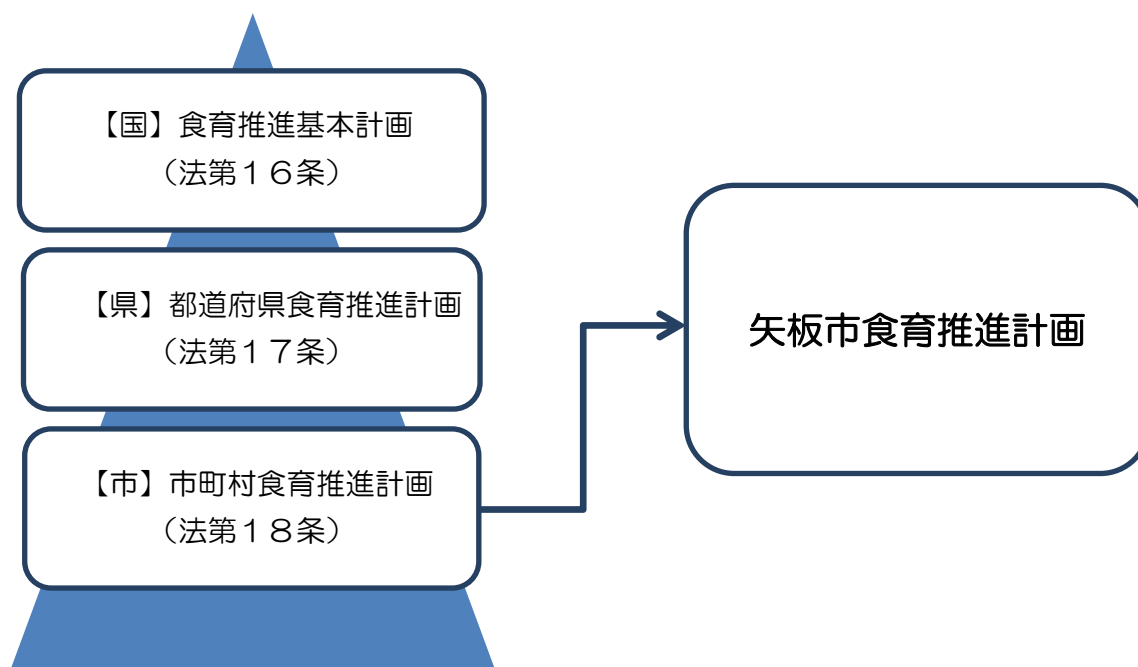 【国】食育推進基本計画
（法第１６条）
【県】都道府県食育推進計画
（法第１７条）
【市】市町村食育推進計画
（法第１８条）
矢板市食育推進計画